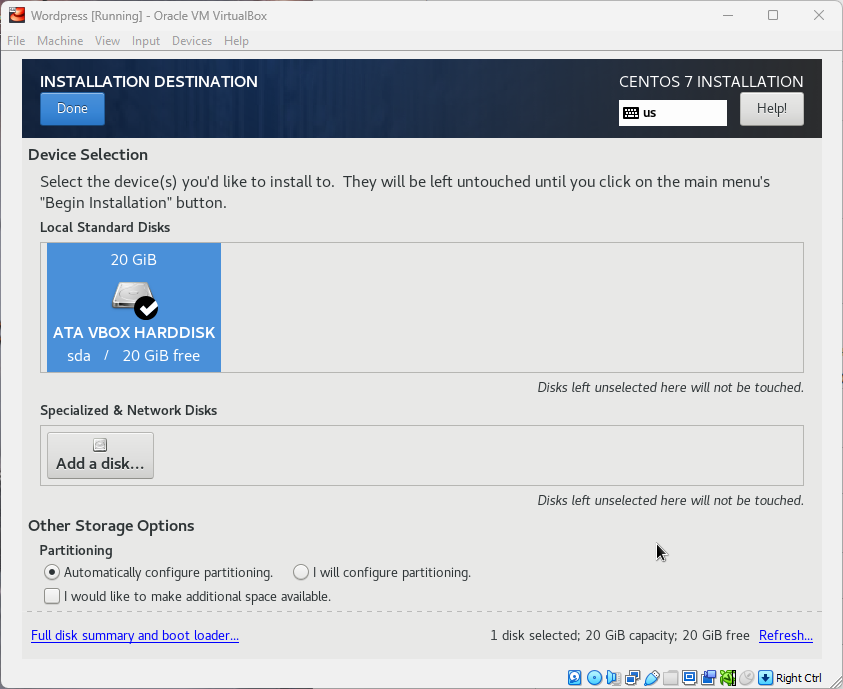 Wordpress [Running] - Oracle VM VirtualBox
File Machine View Input Devices Help
INSTALLATION DESTINATION
CENTOS 7 INSTALLATION
Done
us
Help!
Device Selection
Select the device(s) you'd like to install to. They will be left untouched until you click on the main menu's
"Begin Installation" button.
Local Standard Disks
20 GiB
ATA VBOX HARDDISK
sda / 20 GiB free
Disks left unselected here will not be touched.
Specialized & Network Disks
Add a disk...
Disks left unselected here will not be touched.
Other Storage Options
Partitioning
Automatically configure partitioning. I will configure partitioning.
I would like to make additional space available.
Full disk summary and boot loader... 1 disk selected; 20 GiB capacity; 20 GiB free Refresh...
Right Ctrl